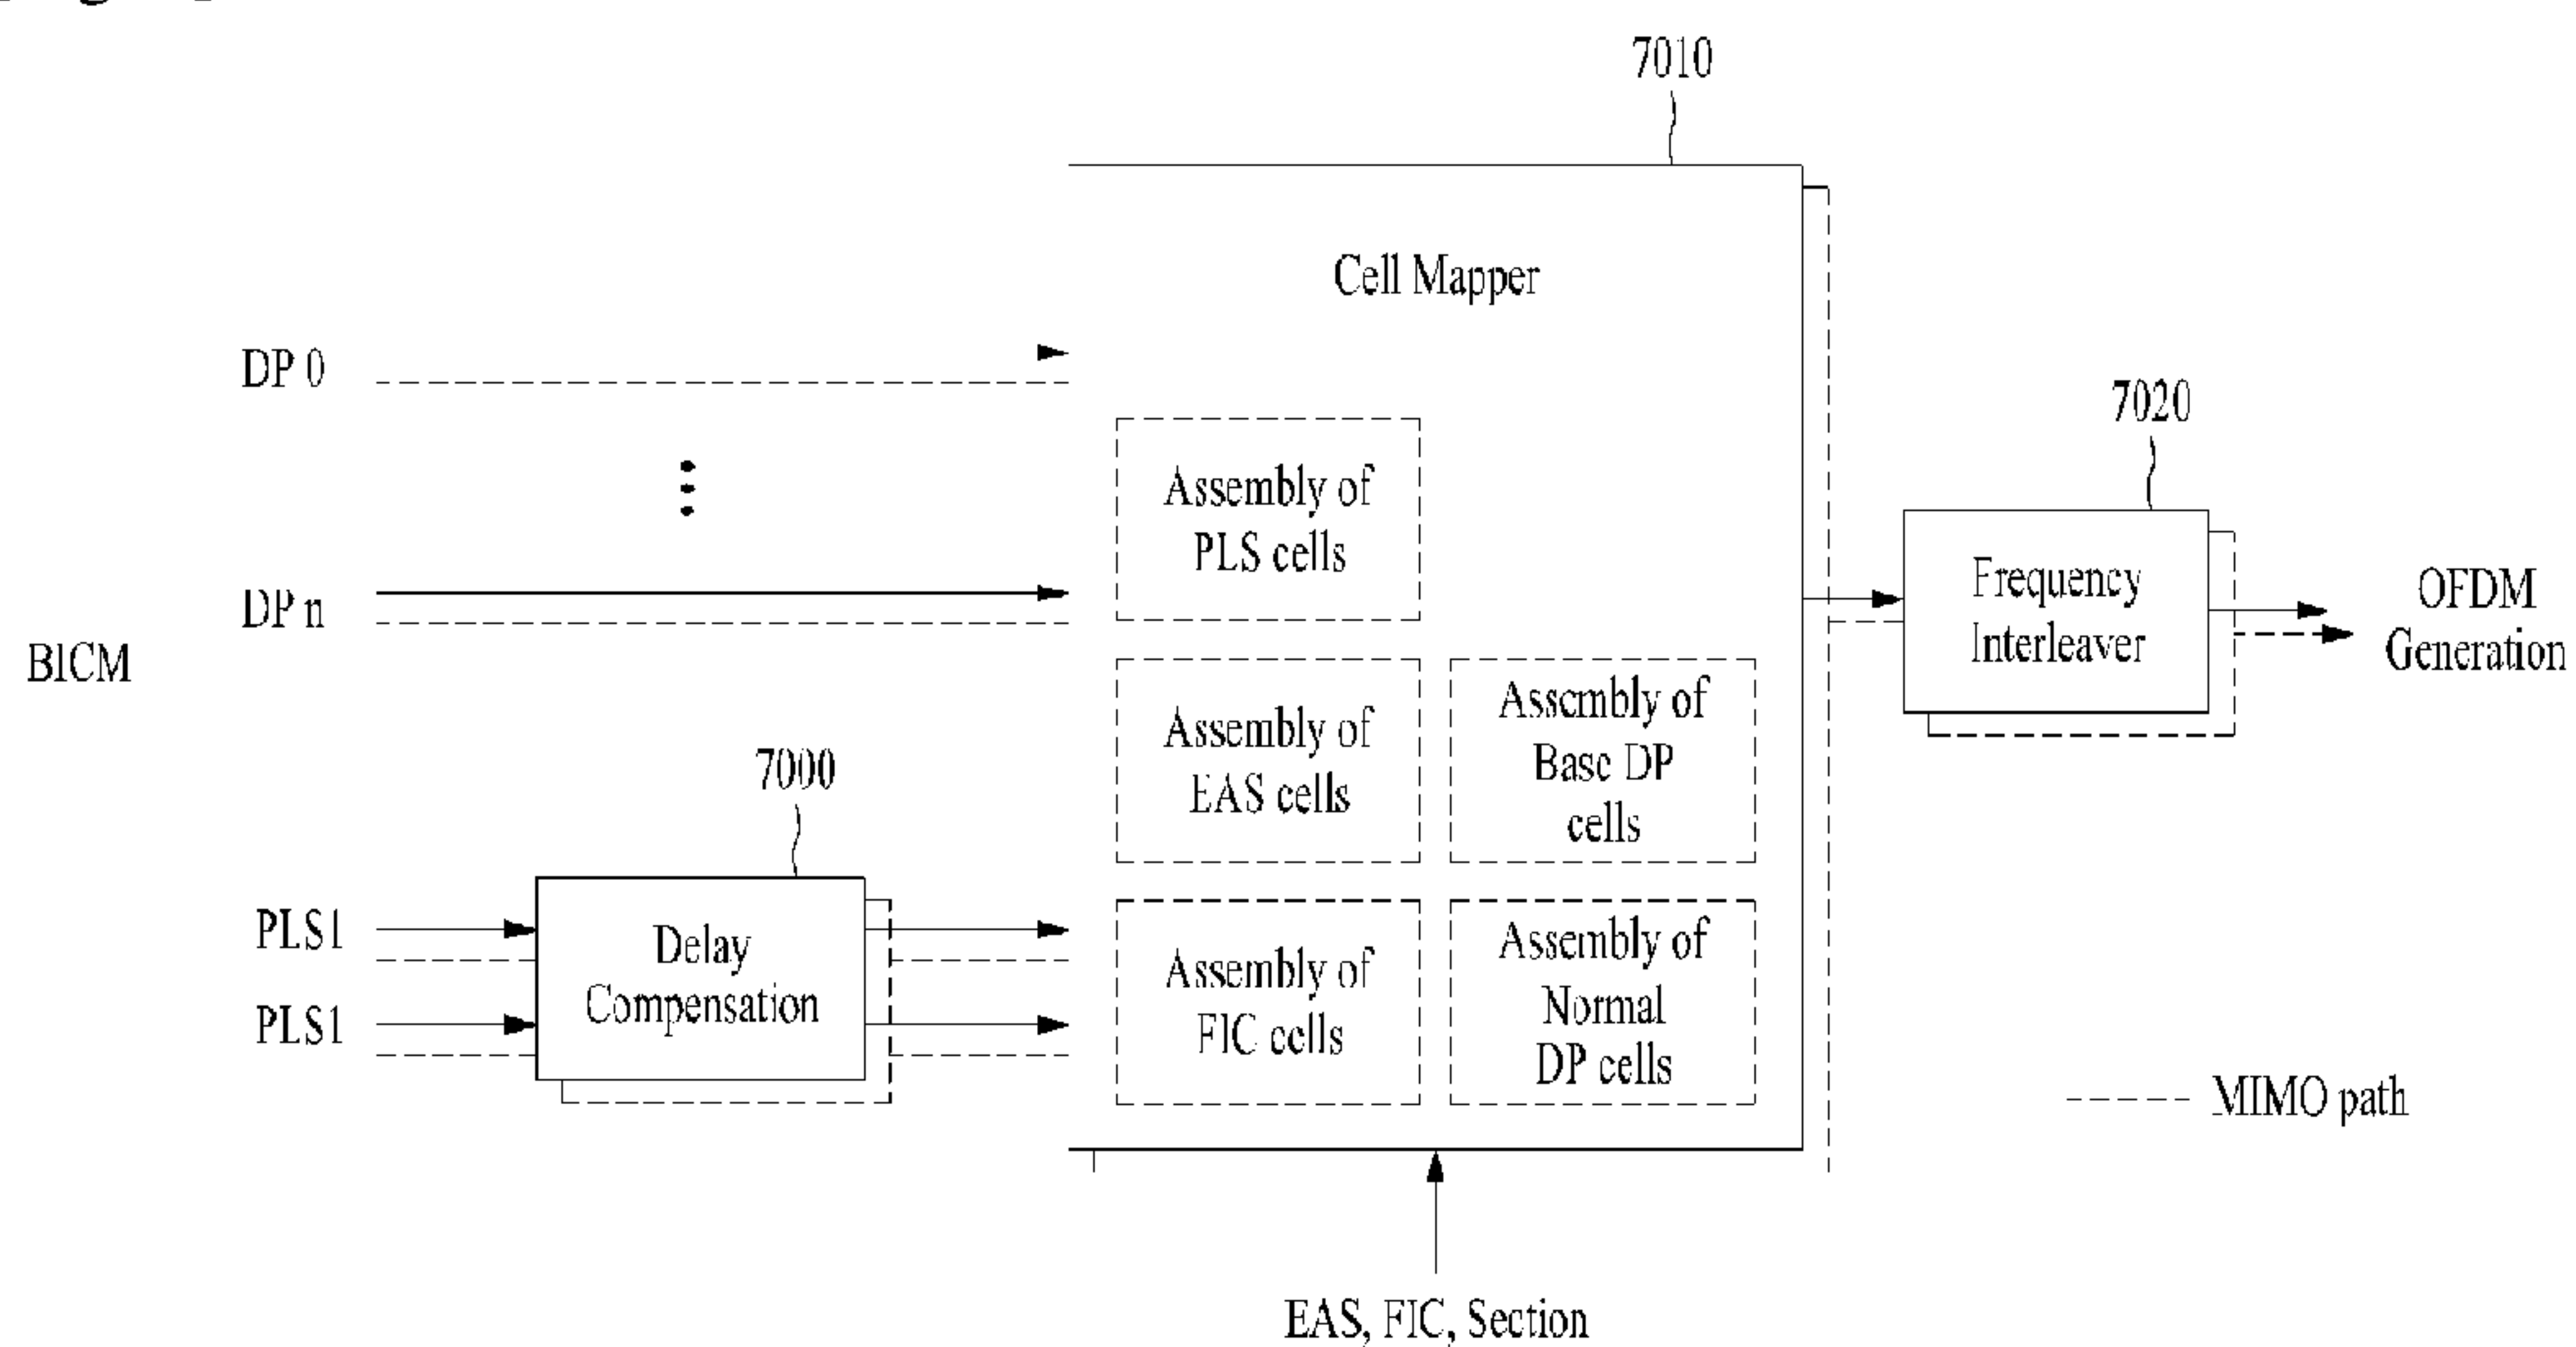 7010
Cell Mapper
DP 0
7020
Assembly of
PLS cells
Frequency
Interleaver
OFDM
Generation
DP n
BICM
Assembly of
EAS cells
Assembly of
Base DP
cells
7000
PLS1
Delay
Compensation
PLS1
Assembly of
FIC cells
Assembly of
Normal
DP cells
MIMO path
EAS, FIC, Section